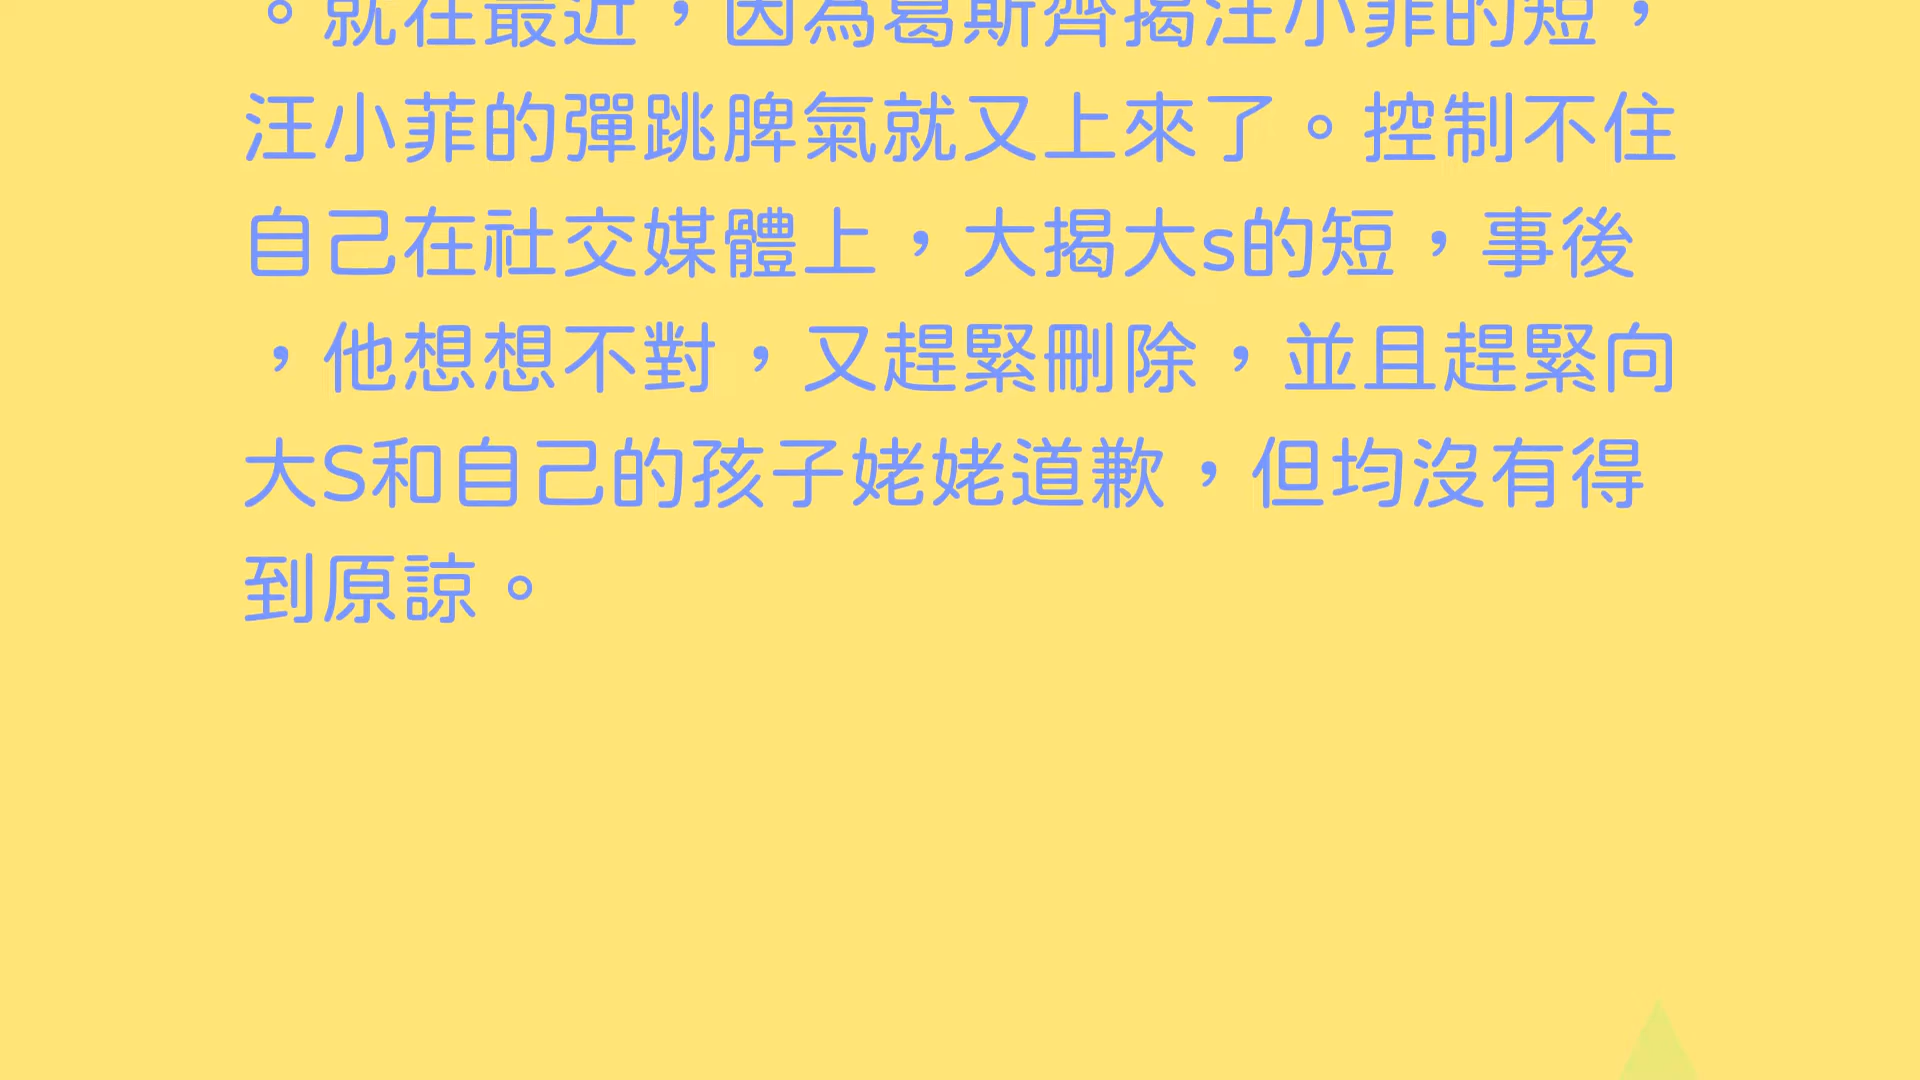 。就在最近，因為葛斯齊揭汪小菲的短，
汪小菲的彈跳脾氣就又上來了。控制不住
自己在社交媒體上，大揭大s的短，事後
，他想想不對，又趕緊刪除，並且趕緊向
大S和自己的孩子姥姥道歉，但均沒有得
到原諒。